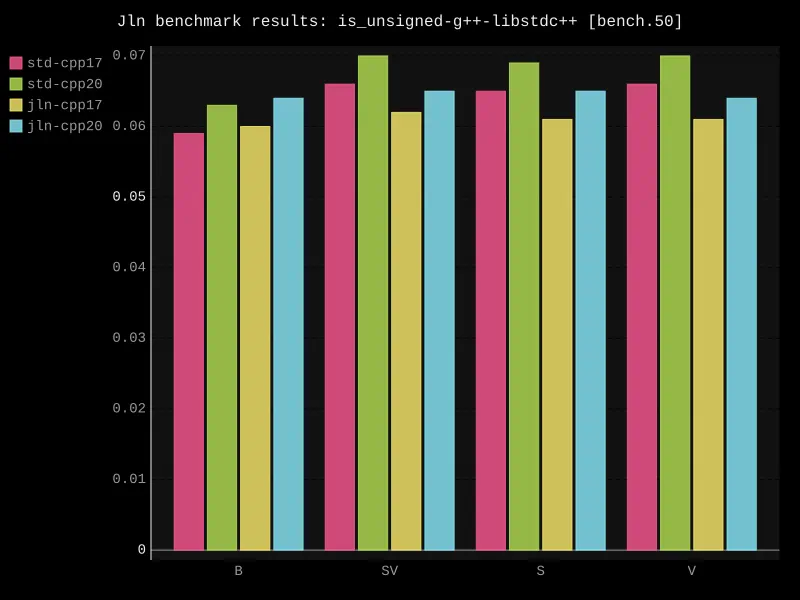 Jln benchmark results: is_unsigned-g++-libstdc++ [bench.50]
std-cpp17
std-cpp20
jln-cpp17
jln-cpp20
0.07
0.06
0.05
0.04
0.03
0.02
0.01
0
B SV S V